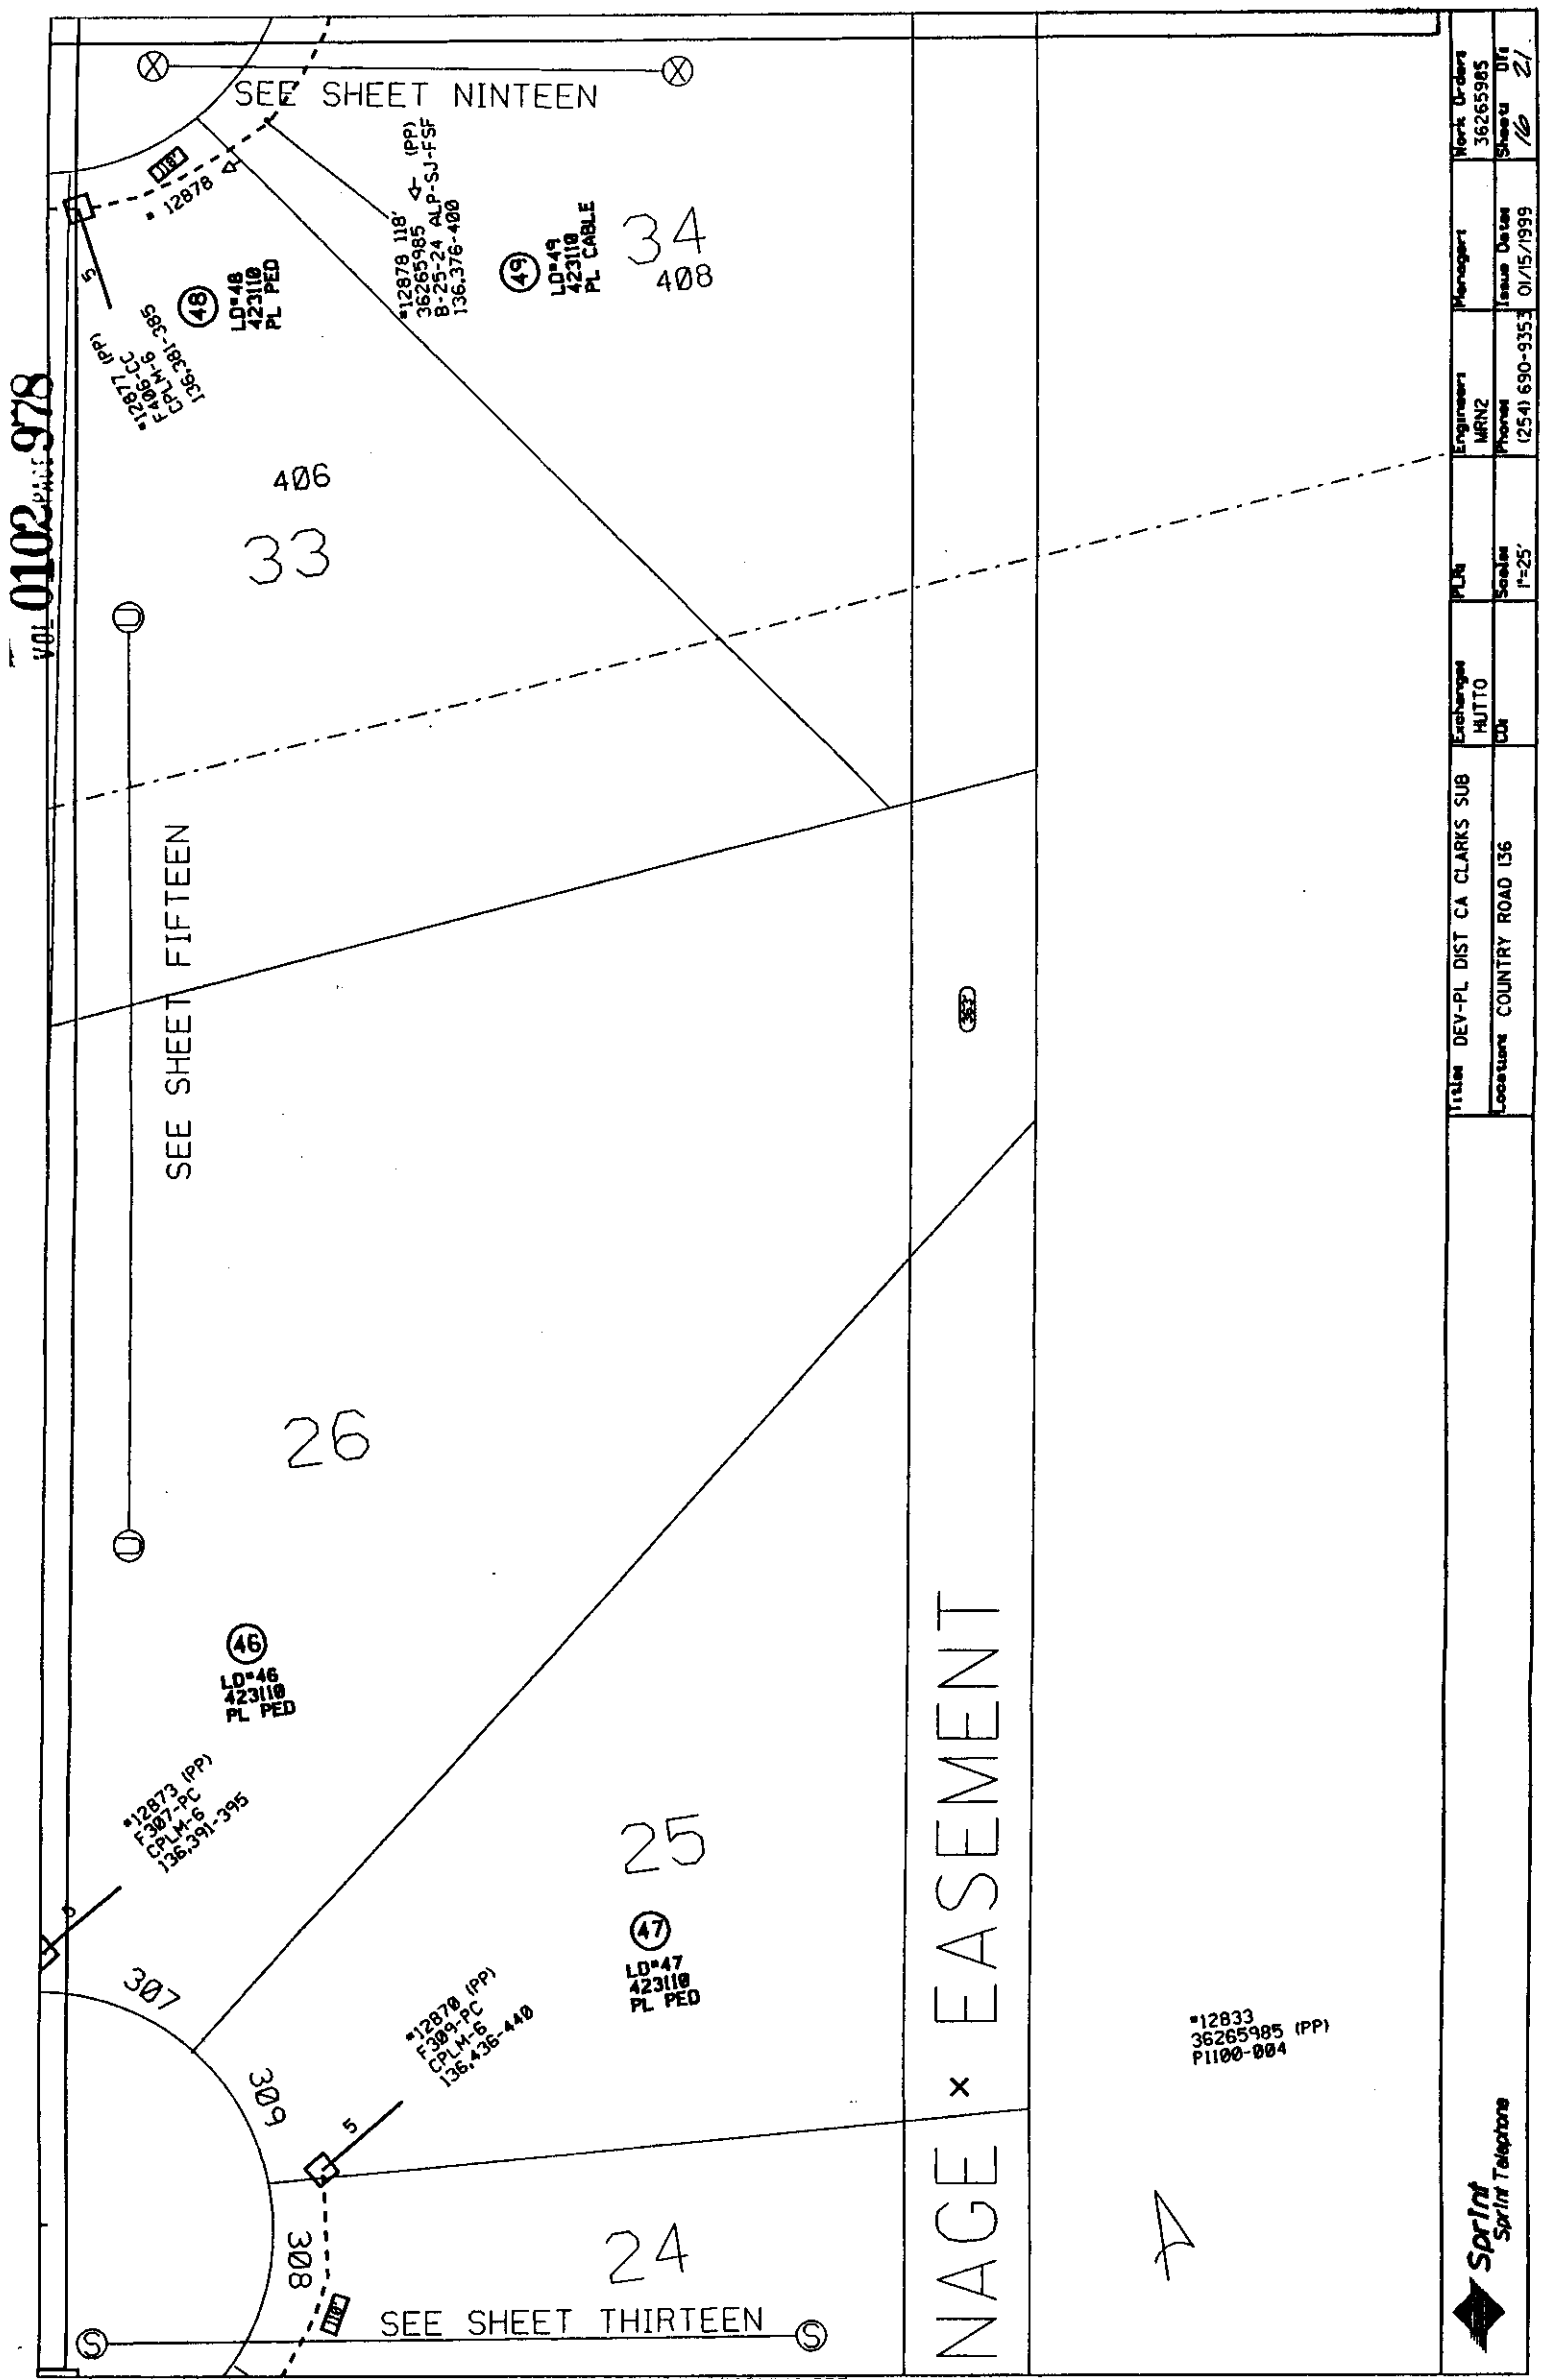 VOL 0102 PAGE 978
SEE SHEET NINTEEN
118'
* 12878
5
*12877 (PP)
F406-CC
CPLM-6
136,381-385
48
LD*48
423110
PL PED
*12878 118'
36265985 (PP)
B-25-24 ALP-SJ-FSF
136,376-400
49
LD*49
423110
PL CABLE
34
408
406
33
X
X
U
U
SEE SHEET FIFTEEN
363'
26
46
LD*46
423110
PL PED
*12873 (PP)
F307-PC
CPLM-6
136,391-395
307
25
47
LD*47
423110
PL PED
*12870 (PP)
F309-PC
CPLM-6
136,436-440
5
309
308
24
SEE SHEET THIRTEEN
S
S
NAGE × EASEMENT
*12833
36265985 (PP)
P1100-004
Sprint
Sprint Telephone
Title: DEV-PL DIST CA CLARKS SUB
Location: COUNTRY ROAD 136
Exchange: HUTTO
CO:
PLR:
Scale: 1"=25'
Engineer: WRN2
Phone: (254) 690-9353
Manager:
Issue Date: 01/15/1999
Work Order: 36265985
Sheet: 16 Of: 21